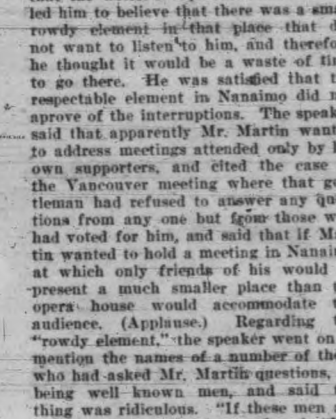 led him to believe that there was a sma
rowdy element in that place that d
not want to listen to him, and therefo
he thought it would be a waste of ti
to go there. He was satisfied that
respectable element in Nanaimo did n
aprove of the interruptions. The speak
said that apparently Mr. Martin want
to address meetings attended only by h
own supporters, and cited the case
the Vancouver meeting where that g
tleman had refused to answer any qu
tions from any one but from those w
had voted for him, and said that if Ma
tin wanted to hold a meeting in Nanai
at which only friends of his would
present a much smaller place than t
opera house would accommodate
audience. (Applause.) Regarding t
"rowdy element," the speaker went on
mention the names of a number of tho
who had asked Mr. Martin questions,
being well known men, and said
thing was ridiculous. "If these men